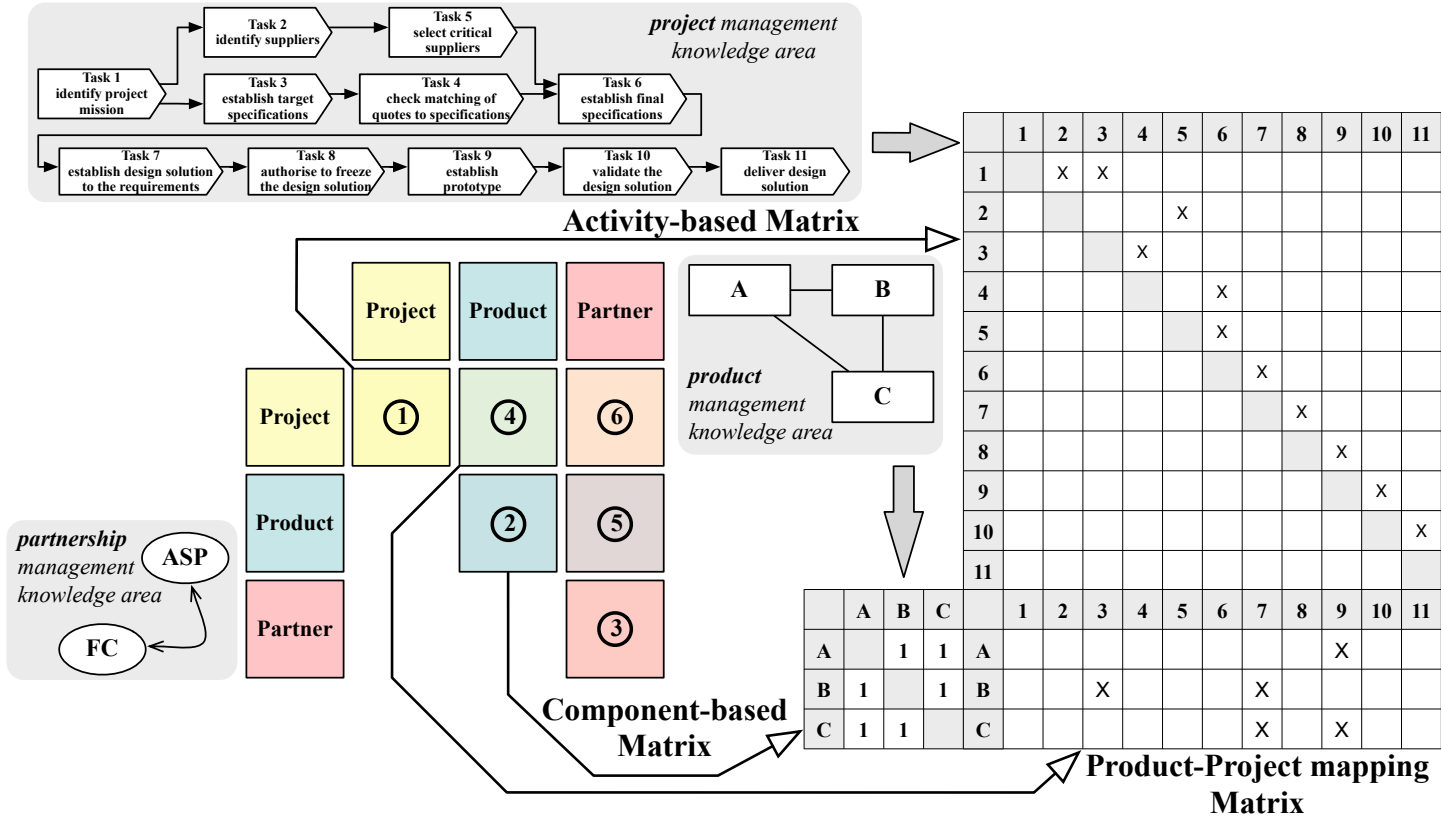 Task 1
identify project
mission
Task 2
identify suppliers
Task 5
select critical
suppliers
Task 3
establish target
specifications
Task 4
check matching of
quotes to specifications
Task 6
establish final
specifications
project management
knowledge area
Task 7
establish design solution
to the requirements
Task 8
authorise to freeze
the design solution
Task 9
establish
prototype
Task 10
validate the
design solution
Task 11
deliver design
solution
Activity-based Matrix
Project Product Partner
Project 1 4 6
Product 2 5
Partner 3
A B
C
product
management
knowledge area
partnership
management
knowledge area
ASP
FC
Component-based
Matrix
1 2 3 4 5 6 7 8 9 10 11
1 X X
2 X
3 X
4 X
5 X
6 X
7 X
8 X
9 X
10 X
11
A B C
A 1 1
B 1 1
C 1 1
1 2 3 4 5 6 7 8 9 10 11
A X
B X X
C X X
Product-Project mapping
Matrix